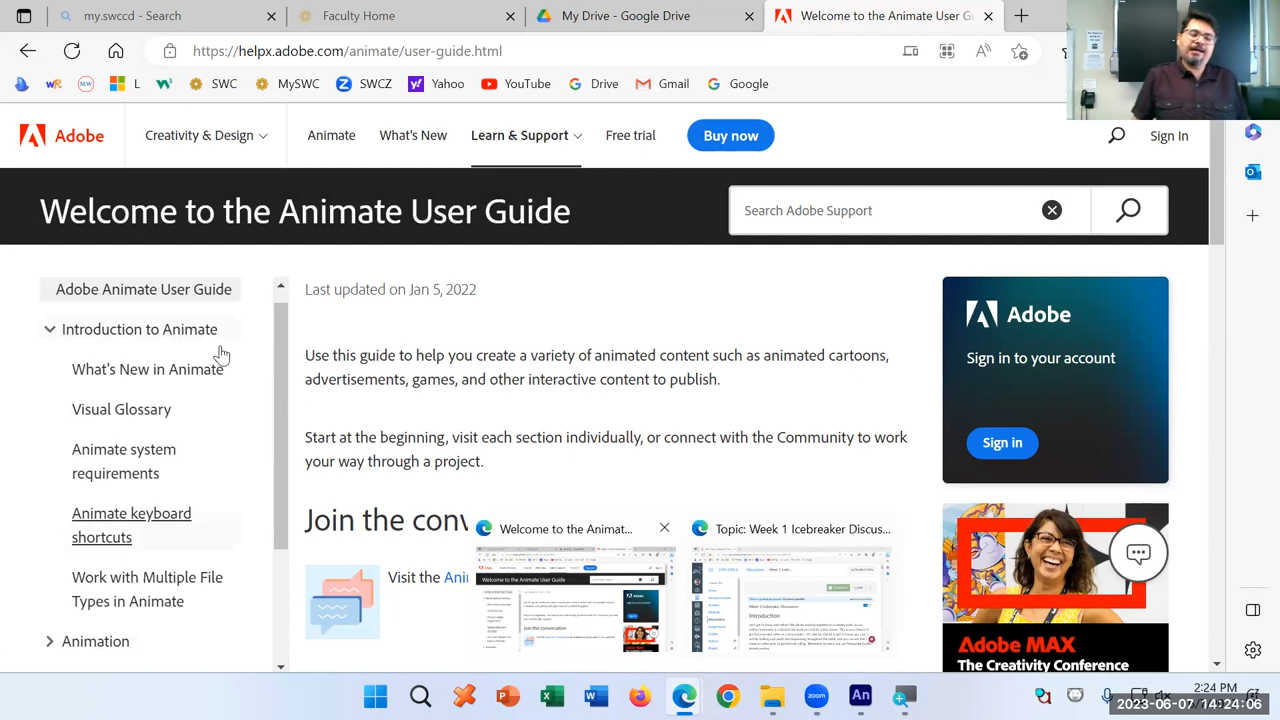 ny.swccd - Search
Faculty Home
My Drive - Google Drive
Welcome to the Animate User G
http://helpx.adobe.com/animate/user-guide.html
L
SWC
MySWC
SWCZ
Yahoo
YouTube
Drive
Gmail
Google
Adobe
Creativity & Design
Animate
What's New
Learn & Support
Free trial
Buy now
Sign In
Welcome to the Animate User Guide
Search Adobe Support
Adobe Animate User Guide
Introduction to Animate
What's New in Animate
Visual Glossary
Animate system
requirements
Animate keyboard
shortcuts
Work with Multiple File
Types in Animate
Last updated on Jan 5, 2022
Use this guide to help you create a variety of animated content such as animated cartoons,
advertisements, games, and other interactive content to publish.
Start at the beginning, visit each section individually, or connect with the Community to work
your way through a project.
Join the conv
Visit the Ani
Welcome to the Animat...
Topic: Week 1 Icebreaker Discus...
Adobe
Sign in to your account
Sign in
Adobe MAX
The Creativity Conference
2:24 PM
2023-06-07 14:24:06